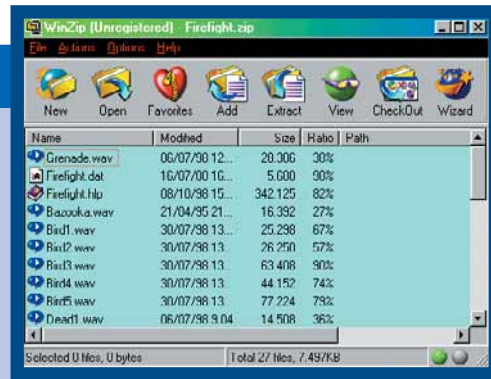 WinZip (Unregistered) - Firefight.zip
File Actions Options Help
New Open Favorites Add Extract View CheckOut Wizard
Name Modified Size Ratio Path
Grenade.wav 06/07/98 12... 28.306 30%
Firefight.dat 16/07/00 16... 5.600 90%
Firefight.hlp 08/10/98 15... 342.125 82%
Bazooka.wav 21/04/95 21... 16.392 27%
Bird1.wav 30/07/98 13... 25.298 67%
Bird2.wav 30/07/98 13... 26.250 57%
Bird3.wav 30/07/98 13... 63.408 90%
Bird4.wav 30/07/98 13... 44.152 74%
Bird5.wav 30/07/98 13... 77.224 79%
Dead1.wav 06/07/98 9.04 14.508 36%
Selected 0 files, 0 bytes Total 27 files, 7.497KB